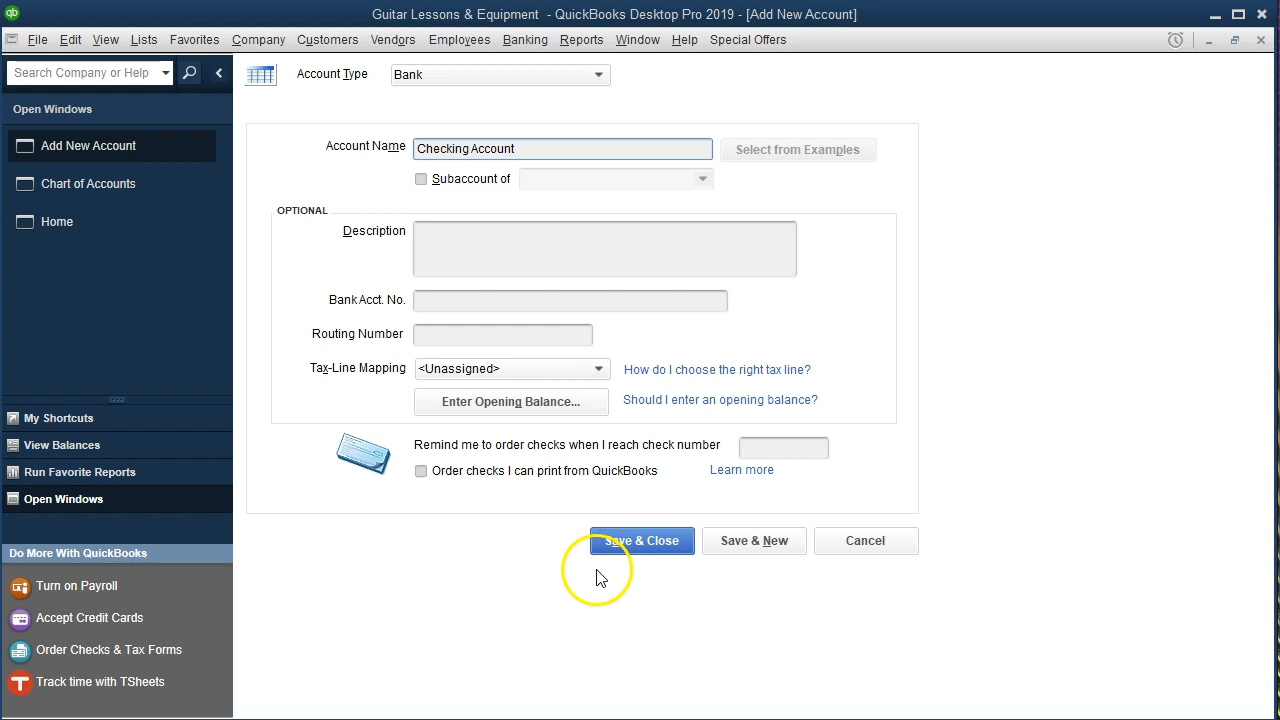 qb
Guitar Lessons & Equipment - QuickBooks Desktop Pro 2019 - [Add New Account]
File Edit View Lists Favorites Company Customers Vendors Employees Banking Reports Window Help Special Offers
Search Company or Help
Account Type Bank
Open Windows
Add New Account
Chart of Accounts
Home
Account Name Checking Account Select from Examples
Subaccount of
OPTIONAL
Description
Bank Acct. No.
Routing Number
Tax-Line Mapping <Unassigned> How do I choose the right tax line?
Enter Opening Balance... Should I enter an opening balance?
Remind me to order checks when I reach check number
Order checks I can print from QuickBooks Learn more
Save & Close Save & New Cancel
My Shortcuts
View Balances
Run Favorite Reports
Open Windows
Do More With QuickBooks
Turn on Payroll
Accept Credit Cards
Order Checks & Tax Forms
Track time with TSheets